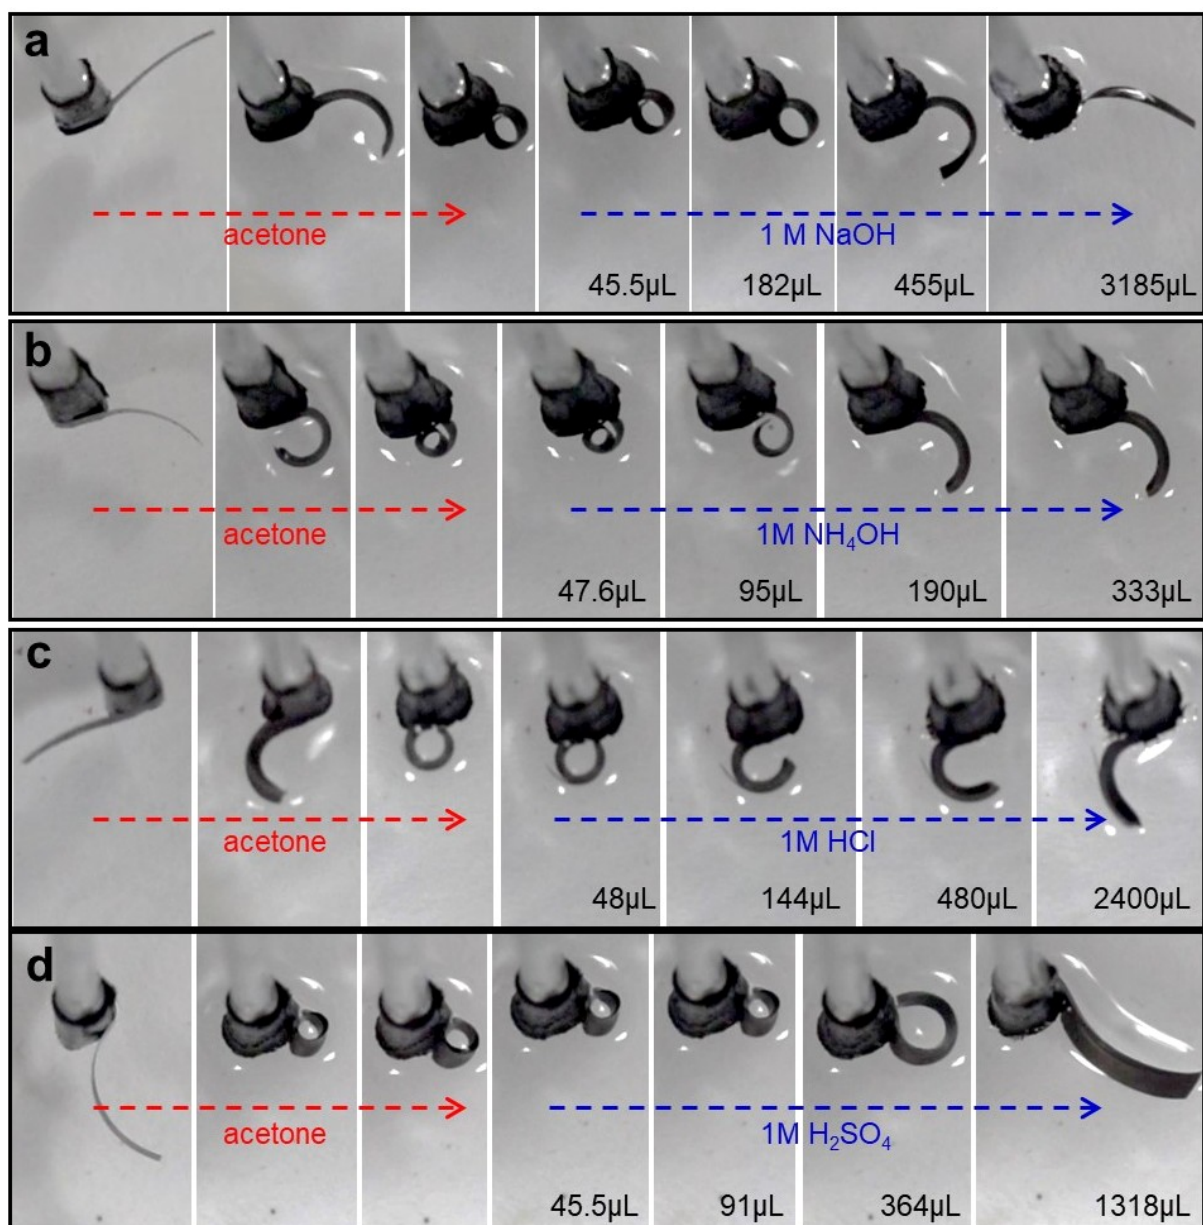 a
acetone
1 M NaOH
45.5µL 182µL 455µL 3185µL
b
acetone
1M NH₄OH
47.6µL 95µL 190µL 333µL
c
acetone
1M HCl
48µL 144µL 480µL 2400µL
d
acetone
1M H₂SO₄
45.5µL 91µL 364µL 1318µL